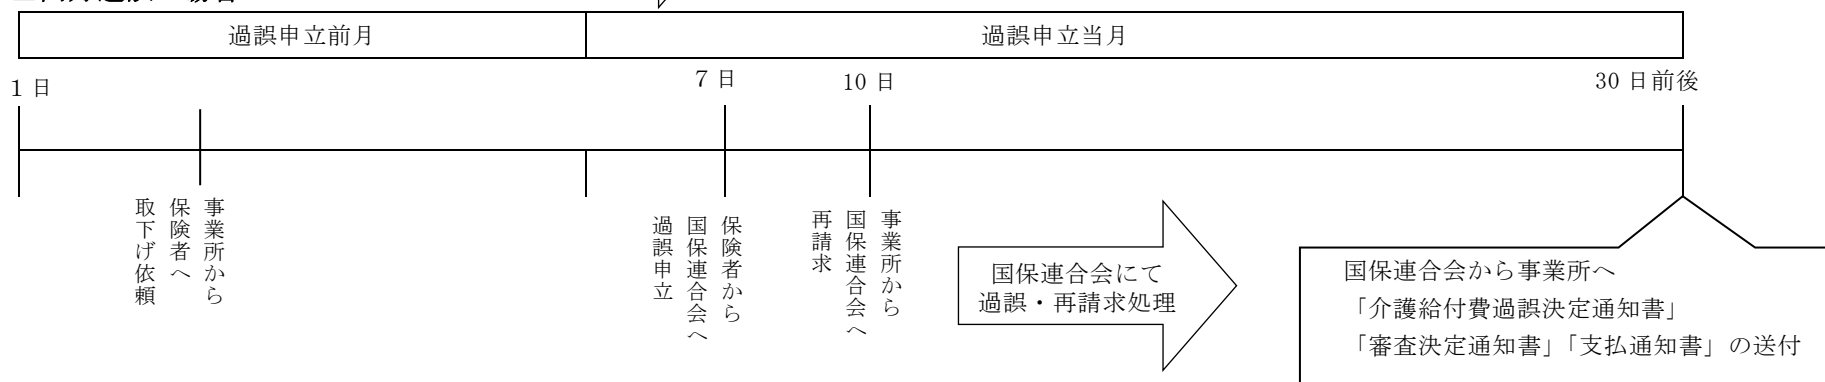 過誤申立前月
過誤申立当月
1日
7日
10日
30日前後
事業所から
保険者へ
取下げ依頼
保険者から
国保連合会へ
過誤申立
事業所から
国保連合会へ
再請求
国保連合会にて
過誤・再請求処理
国保連合会から事業所へ
「介護給付費過誤決定通知書」
「審査決定通知書」「支払通知書」の送付